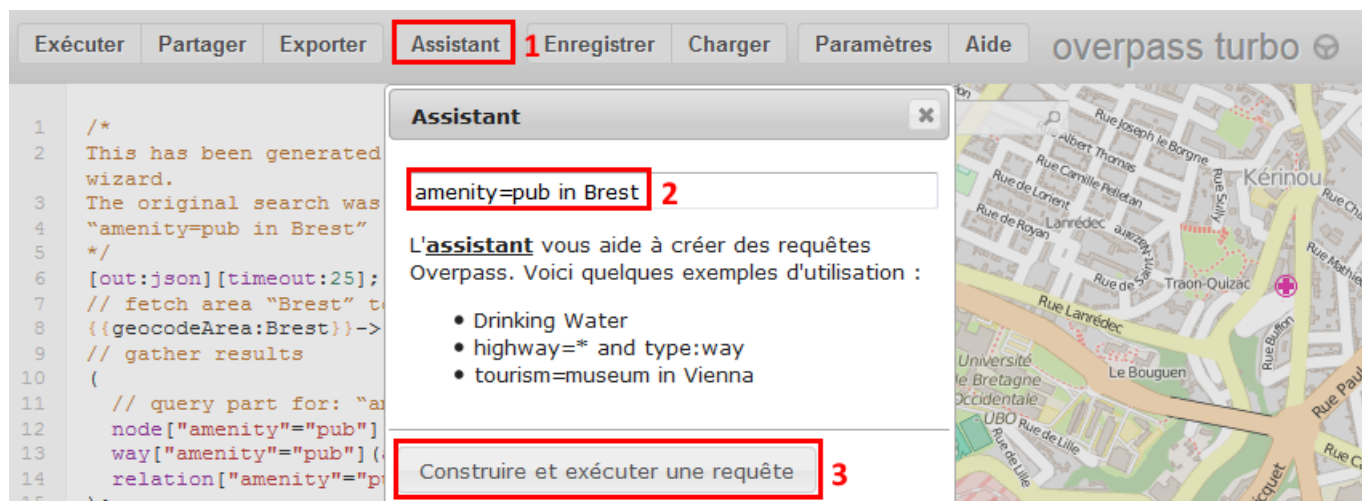 Exécuter Partager Exporter Assistant 1 Enregistrer Charger Paramètres Aide overpass turbo
1 /*
2 This has been generated
wizard.
3 The original search was
4 “amenity=pub in Brest”
5 */
6 [out:json][timeout:25];
7 // fetch area “Brest” to
8 {{geocodeArea:Brest}}->
9 // gather results
10 (
11 // query part for: “am
12 node["amenity"="pub"]
13 way["amenity"="pub"](a
14 relation["amenity"="pu
Assistant
amenity=pub in Brest 2
L'assistant vous aide à créer des requêtes
Overpass. Voici quelques exemples d'utilisation :
• Drinking Water
• highway=* and type:way
• tourism=museum in Vienna
Construire et exécuter une requête 3
Rue Joseph le Borgne
Rue Albert Thomas
Rue Camille Pelletan
Kérinou
Rue de Lorient
Rue de Royan
Lanrédec
Rue de Saint-Nazaire
Rue Suilly
Traon-Quizac
Rue Lanrédec
Rue Buffon
Université
de Bretagne
Occidentale
UBO
Rue de Lille
Rue de Lille
Le Bouguen